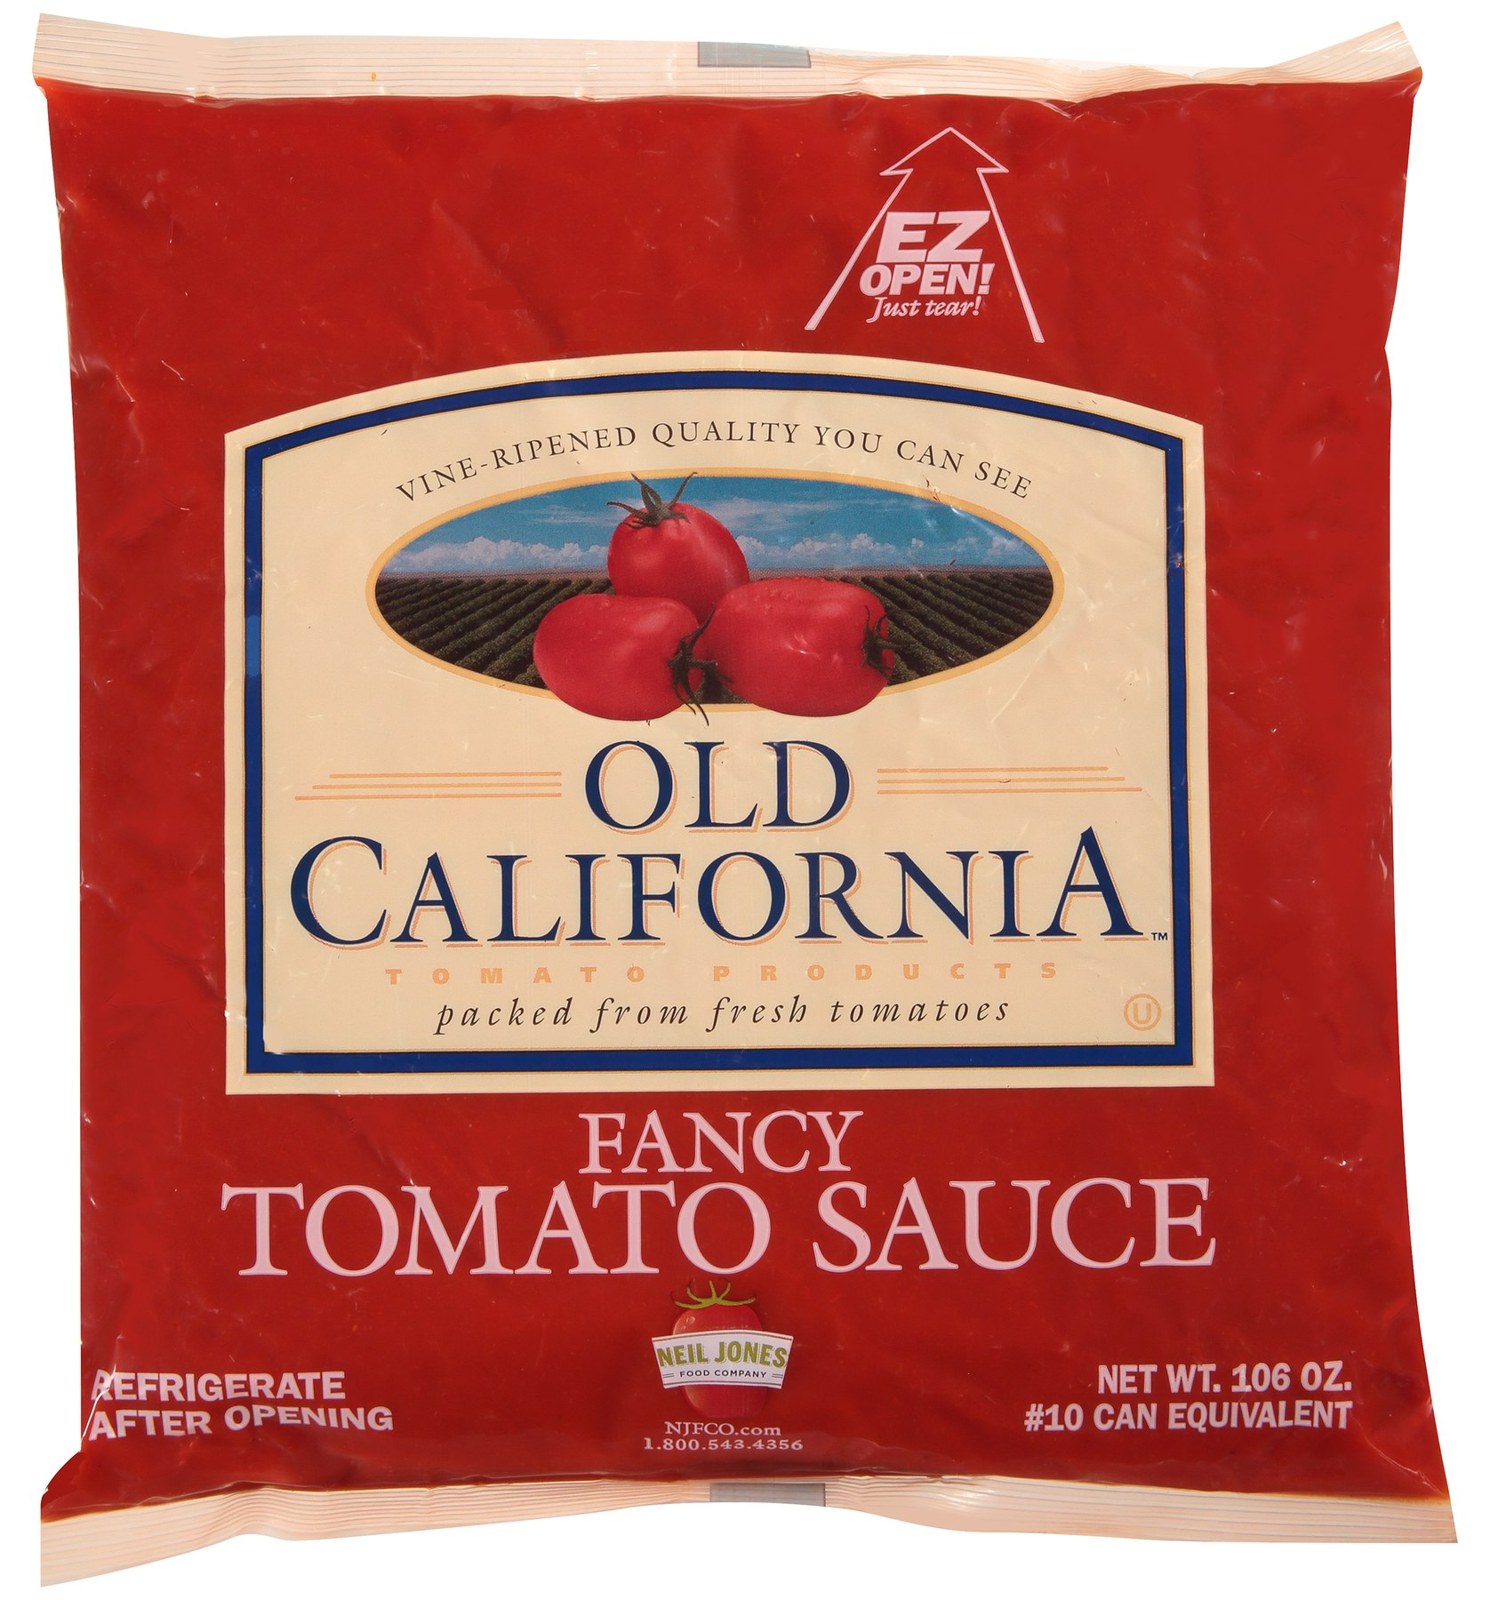 EZ
OPEN!
Just tear!
VINE-RIPENED QUALITY YOU CAN SEE
OLD
CALIFORNIA™
TOMATO PRODUCTS
packed from fresh tomatoes
U
FANCY
TOMATO SAUCE
NEIL JONES
FOOD COMPANY
NJFCO.com
1.800.543.4356
REFRIGERATE
AFTER OPENING
NET WT. 106 OZ.
#10 CAN EQUIVALENT